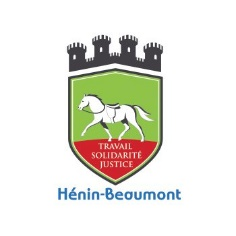 TRAVAIL
SOLIDARITÉ
JUSTICE
Hénin-Beaumont